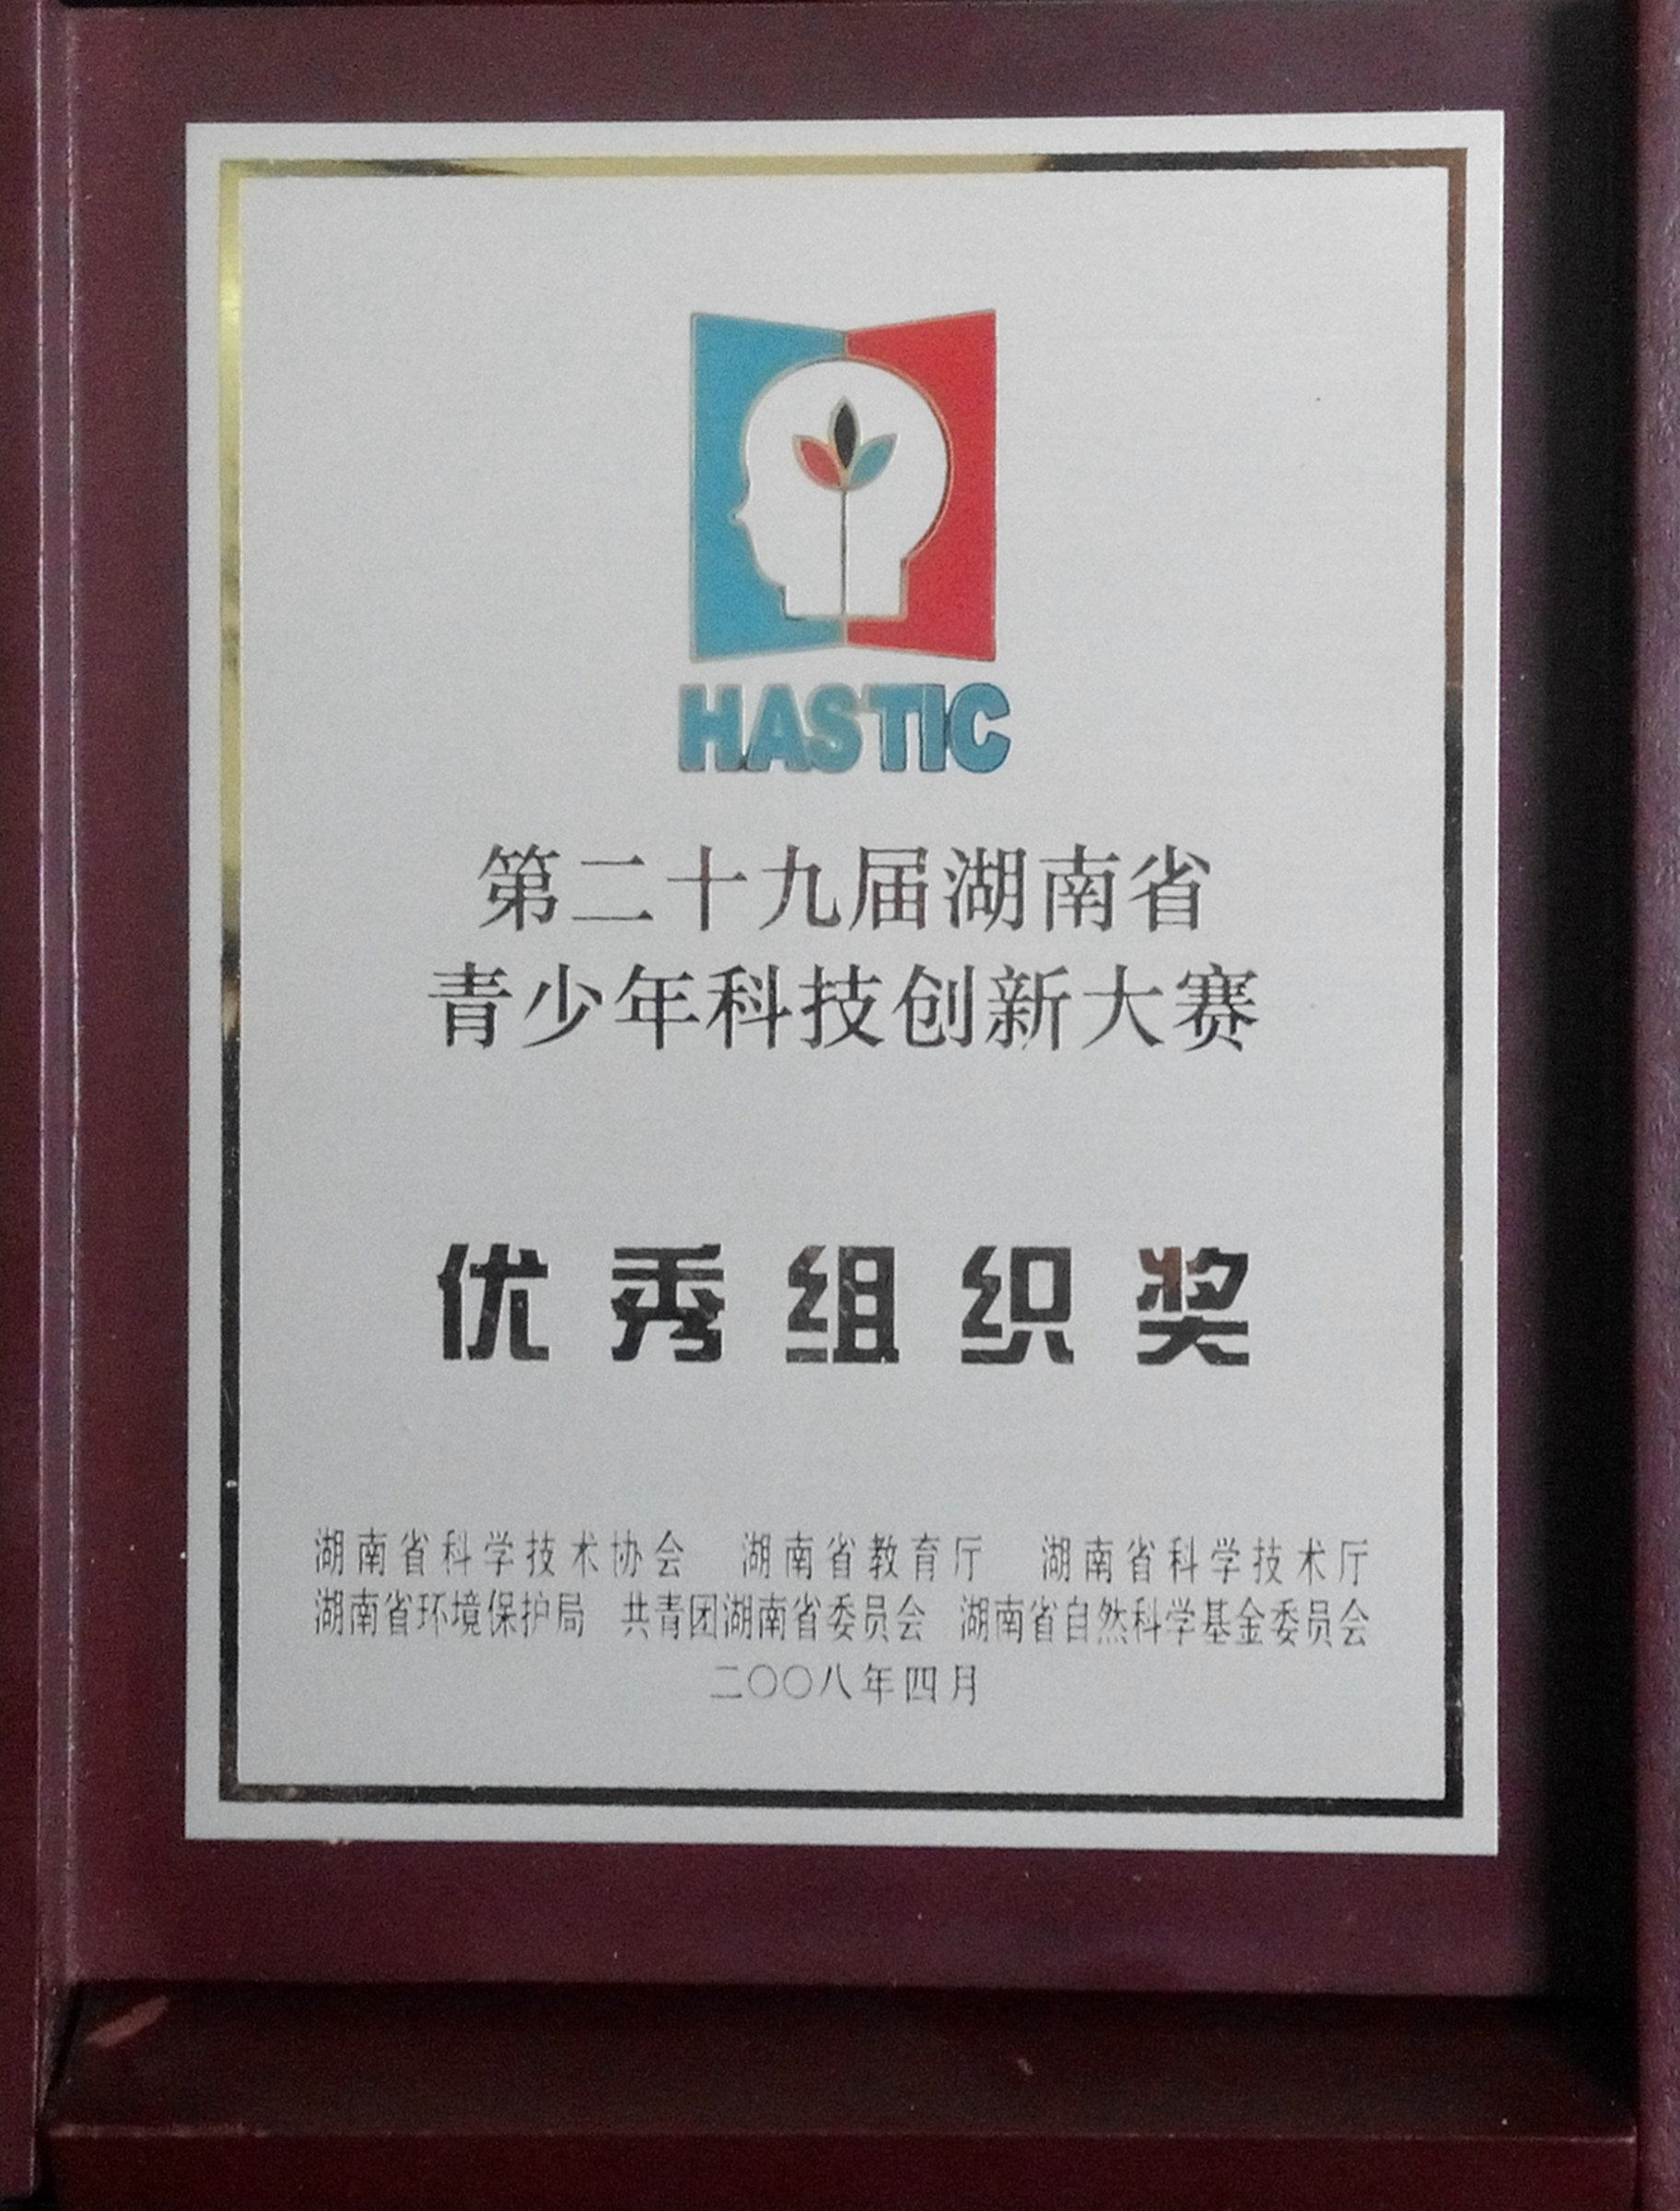 HASTIC
第二十九届湖南省
青少年科技创新大赛
优秀组织奖
湖南省科学技术协会 湖南省教育厅 湖南省科学技术厅
湖南省环境保护局 共青团湖南省委员会 湖南省自然科学基金委员会
二〇〇八年四月